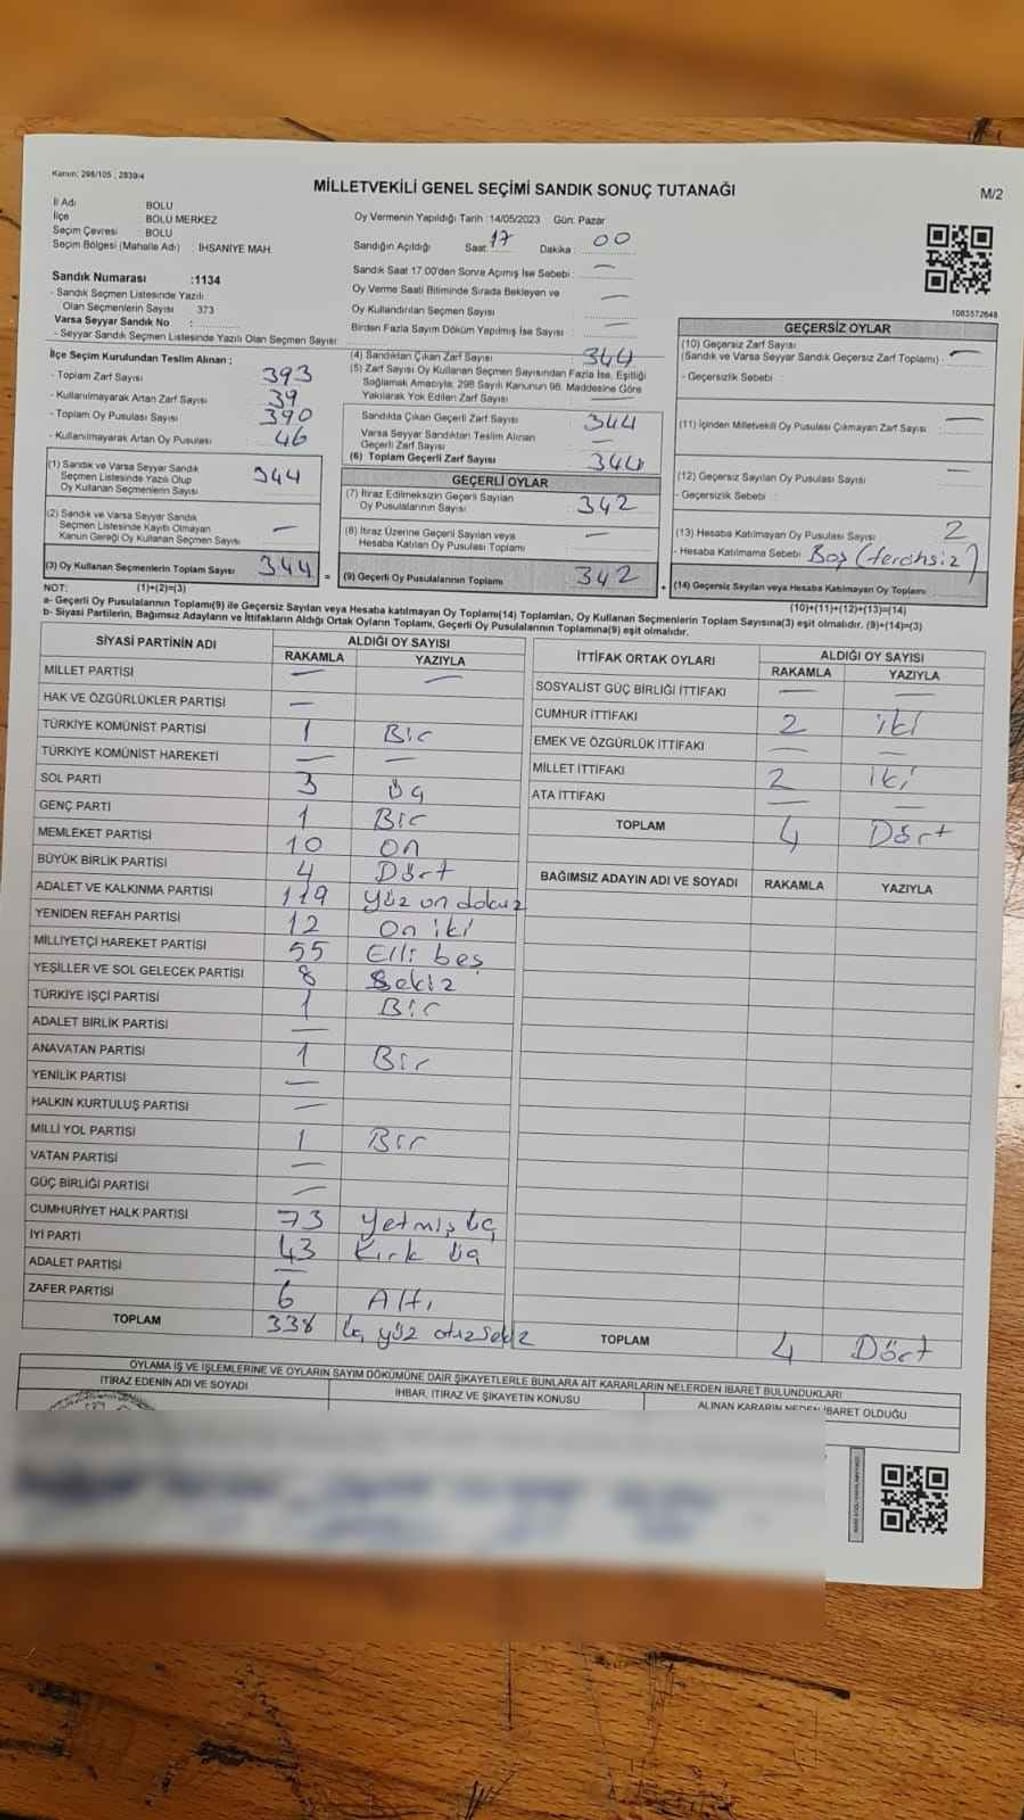 Kanun; 298/105 ; 2839/4
MİLLETVEKİLİ GENEL SEÇİMİ SANDIK SONUÇ TUTANAĞI
M/2
İl Adı BOLU
İlçe BOLU MERKEZ
Seçim Çevresi : BOLU
Seçim Bölgesi (Mahalle Adı) : İHSANİYE MAH.
Sandık Numarası :1134
- Sandık Seçmen Listesinde Yazılı
Olan Seçmenlerin Sayısı 373
Varsa Seyyar Sandık No :
- Seyyar Sandık Seçmen Listesinde Yazılı Olan Seçmen Sayısı
Oy Vermenin Yapıldığı Tarih :14/05/2023 Gün: Pazar
Sandığın Açıldığı Saat: 17 Dakika : 00
Sandık Saat 17.00'den Sonra Açılmış İse Sebebi : —
Oy Verme Saati Bitiminde Sırada Bekleyen ve
Oy Kullandırılan Seçmen Sayısı —
Birden Fazla Sayım Döküm Yapılmış İse Sayısı —
1083572648
İlçe Seçim Kurulundan Teslim Alınan ;
- Toplam Zarf Sayısı 393
- Kullanılmayarak Artan Zarf Sayısı 39
- Toplam Oy Pusulası Sayısı 390
- Kullanılmayarak Artan Oy Pusulası 46
(1) Sandık ve Varsa Seyyar Sandık
Seçmen Listesinde Yazılı Olup
Oy Kullanan Seçmenlerin Sayısı 344
(2) Sandık ve Varsa Seyyar Sandık
Seçmen Listesinde Kayıtlı Olmayan
Kanun Gereği Oy Kullanan Seçmen Sayısı —
(3) Oy Kullanan Seçmenlerin Toplam Sayısı 344 =
(1)+(2)=(3)
(4) Sandıktan Çıkan Zarf Sayısı 344
(5) Zarf Sayısı Oy Kullanan Seçmen Sayısından Fazla İse, Eşitliği
Sağlamak Amacıyla, 298 Sayılı Kanunun 98. Maddesine Göre
Yakılarak Yok Edilen Zarf Sayısı
Sandıkta Çıkan Geçerli Zarf Sayısı 344
Varsa Seyyar Sandıktan Teslim Alınan
Geçerli Zarf Sayısı —
(6) Toplam Geçerli Zarf Sayısı 344
GEÇERLİ OYLAR
(7) İtiraz Edilmeksizin Geçerli Sayılan
Oy Pusulalarının Sayısı 342
(8) İtiraz Üzerine Geçerli Sayılan veya
Hesaba Katılan Oy Pusulası Toplamı —
(9) Geçerli Oy Pusulalarının Toplamı 342 +
GEÇERSİZ OYLAR
(10) Geçersiz Zarf Sayısı
(Sandık ve Varsa Seyyar Sandık Geçersiz Zarf Toplamı) : —
- Geçersizlik Sebebi :
(11) İçinden Milletvekili Oy Pusulası Çıkmayan Zarf Sayısı : —
(12) Geçersiz Sayılan Oy Pusulası Sayısı —
- Geçersizlik Sebebi :
(13) Hesaba Katılmayan Oy Pusulası Sayısı 2
- Hesaba Katılmama Sebebi : Boş (tercihsiz)
(14) Geçersiz Sayılan veya Hesaba Katılmayan Oy Toplamı
(10)+(11)+(12)+(13)=(14)
NOT:
a- Geçerli Oy Pusulalarının Toplamı(9) ile Geçersiz Sayılan veya Hesaba katılmayan Oy Toplamı(14) Toplamları, Oy Kullanan Seçmenlerin Toplam Sayısına(3) eşit olmalıdır. (9)+(14)=(3)
b- Siyasi Partilerin, Bağımsız Adayların ve İttifakların Aldığı Ortak Oyların Toplamı, Geçerli Oy Pusulalarının Toplamına(9) eşit olmalıdır.
SİYASİ PARTİNİN ADI ALDIĞI OY SAYISI
RAKAMLA YAZIYLA
MİLLET PARTİSİ — —
HAK VE ÖZGÜRLÜKLER PARTİSİ —
TÜRKİYE KOMÜNİST PARTİSİ 1 Bir
TÜRKİYE KOMÜNİST HAREKETİ — —
SOL PARTİ 3 Üç
GENÇ PARTİ 1 Bir
MEMLEKET PARTİSİ 10 On
BÜYÜK BİRLİK PARTİSİ 4 Dört
ADALET VE KALKINMA PARTİSİ 119 Yüz on dokuz
YENİDEN REFAH PARTİSİ 12 On iki
MİLLİYETÇİ HAREKET PARTİSİ 55 Elli beş
YEŞİLLER VE SOL GELECEK PARTİSİ 8 Sekiz
TÜRKİYE İŞÇİ PARTİSİ 1 Bir
ADALET BİRLİK PARTİSİ —
ANAVATAN PARTİSİ 1 Bir
YENİLİK PARTİSİ —
HALKIN KURTULUŞ PARTİSİ —
MİLLİ YOL PARTİSİ 1 Bir
VATAN PARTİSİ —
GÜÇ BİRLİĞİ PARTİSİ —
CUMHURİYET HALK PARTİSİ 73 Yetmiş üç
İYİ PARTİ 43 Kırk üç
ADALET PARTİSİ —
ZAFER PARTİSİ 6 Altı
TOPLAM 338 Üç yüz otuz sekiz
İTTİFAK ORTAK OYLARI ALDIĞI OY SAYISI
RAKAMLA YAZIYLA
SOSYALİST GÜÇ BİRLİĞİ İTTİFAKI — —
CUMHUR İTTİFAKI 2 iki
EMEK VE ÖZGÜRLÜK İTTİFAKI — —
MİLLET İTTİFAKI 2 iki
ATA İTTİFAKI — —
TOPLAM 4 Dört
BAĞIMSIZ ADAYIN ADI VE SOYADI RAKAMLA YAZIYLA
TOPLAM 4 Dört
OYLAMA İŞ VE İŞLEMLERİNE VE OYLARIN SAYIM DÖKÜMÜNE DAİR ŞİKAYETLERLE BUNLARA AİT KARARLARIN NELERDEN İBARET BULUNDUKLARI
İTİRAZ EDENİN ADI VE SOYADI İHBAR, İTİRAZ VE ŞİKAYETİN KONUSU ALINAN KARARIN NEDEN İBARET OLDUĞU